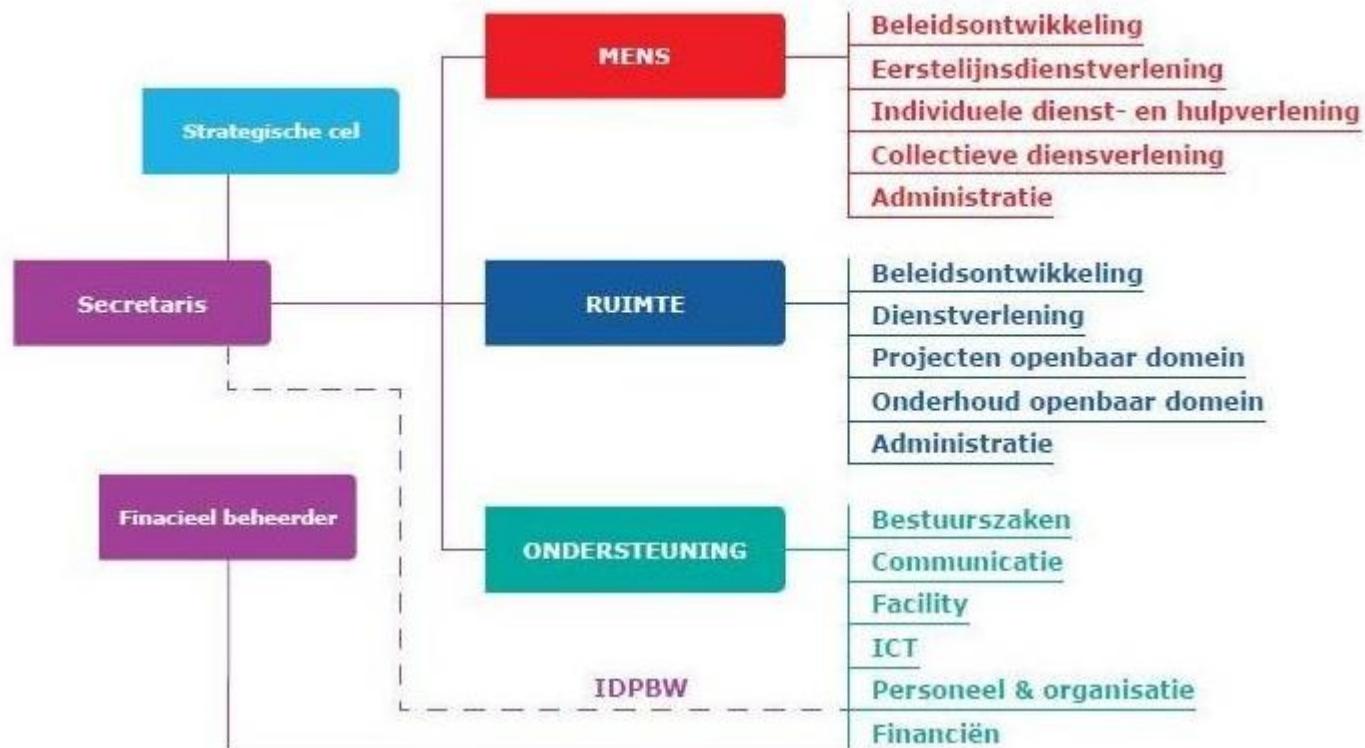 Strategische cel
Secretaris
Finacieel beheerder
MENS
Beleidsontwikkeling
Eerstelijnsdienstverlening
Individuele dienst- en hulpverlening
Collectieve diensverlening
Administratie
RUIMTE
Beleidsontwikkeling
Dienstverlening
Projecten openbaar domein
Onderhoud openbaar domein
Administratie
ONDERSTEUNING
Bestuurszaken
Communicatie
Facility
ICT
Personeel & organisatie
Financiën
IDPBW